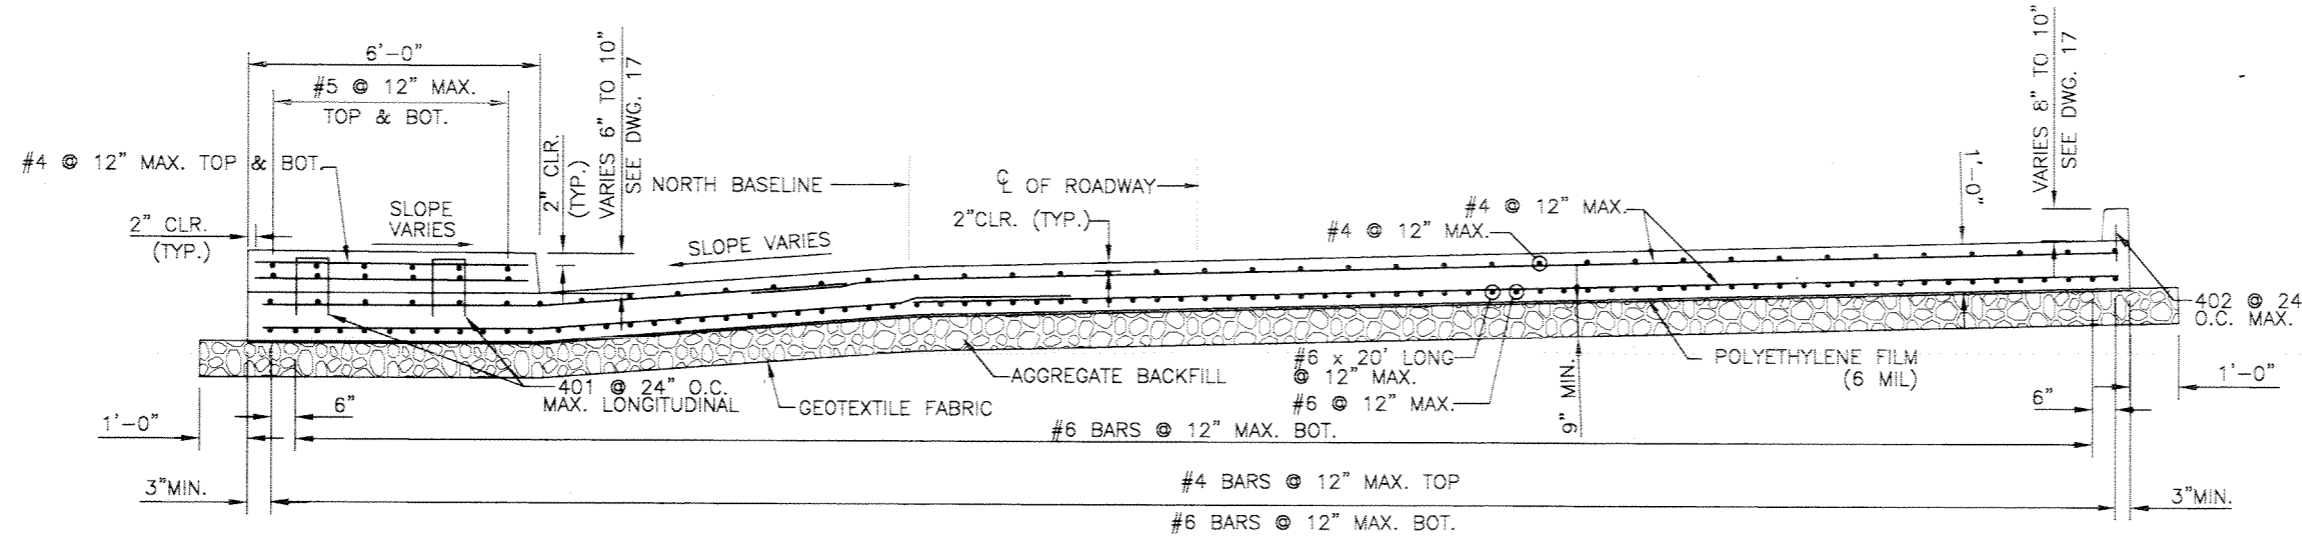 6'-0"
#5 @ 12" MAX.
TOP & BOT.
#4 @ 12" MAX. TOP & BOT.
2" CLR.
(TYP.)
SLOPE
VARIES
2" CLR.
(TYP.)
VARIES 6" TO 10"
SEE DWG. 17
NORTH BASELINE
SLOPE VARIES
℄ OF ROADWAY
2"CLR. (TYP.)
#4 @ 12" MAX.
#4 @ 12" MAX.
1'-0"
VARIES 8" TO 10"
SEE DWG. 17
402 @ 24
O.C. MAX.
401 @ 24" O.C.
MAX. LONGITUDINAL
GEOTEXTILE FABRIC
AGGREGATE BACKFILL
#6 x 20' LONG
@ 12" MAX.
#6 @ 12" MAX.
9" MIN.
POLYETHYLENE FILM
(6 MIL)
1'-0"
6"
6"
1'-0"
#6 BARS @ 12" MAX. BOT.
3"MIN.
#4 BARS @ 12" MAX. TOP
#6 BARS @ 12" MAX. BOT.
3"MIN.